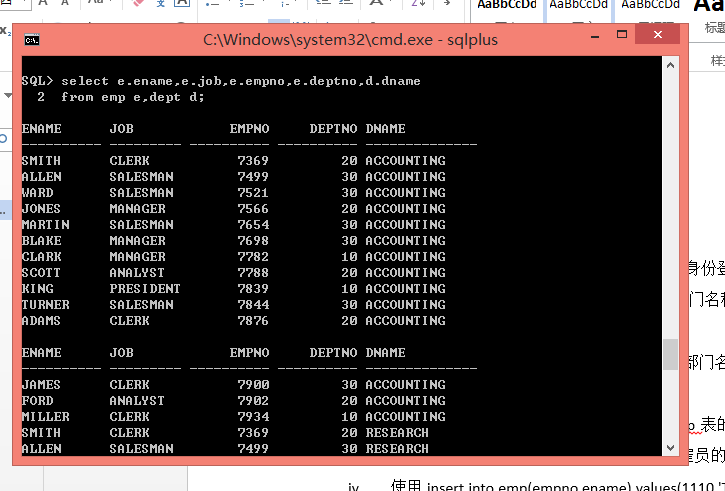 AaBbCcDd AaBbCcDd AaBbCcDd
C:\Windows\system32\cmd.exe - sqlplus
标题
SQL> select e.ename,e.job,e.empno,e.deptno,d.dname
2 from emp e,dept d;
ENAME JOB EMPNO DEPTNO DNAME
---------- --------- ---------- ---------- --------------
SMITH CLERK 7369 20 ACCOUNTING
ALLEN SALESMAN 7499 30 ACCOUNTING
WARD SALESMAN 7521 30 ACCOUNTING
JONES MANAGER 7566 20 ACCOUNTING
MARTIN SALESMAN 7654 30 ACCOUNTING
BLAKE MANAGER 7698 30 ACCOUNTING
CLARK MANAGER 7782 10 ACCOUNTING
SCOTT ANALYST 7788 20 ACCOUNTING
KING PRESIDENT 7839 10 ACCOUNTING
TURNER SALESMAN 7844 30 ACCOUNTING
ADAMS CLERK 7876 20 ACCOUNTING
ENAME JOB EMPNO DEPTNO DNAME
---------- --------- ---------- ---------- --------------
JAMES CLERK 7900 30 ACCOUNTING
FORD ANALYST 7902 20 ACCOUNTING
MILLER CLERK 7934 10 ACCOUNTING
SMITH CLERK 7369 20 RESEARCH
ALLEN SALESMAN 7499 30 RESEARCH
身份登
门名称
部门名
表的
雇员的
iv. 使用 insert into emp(empno,ename) values(1110,'